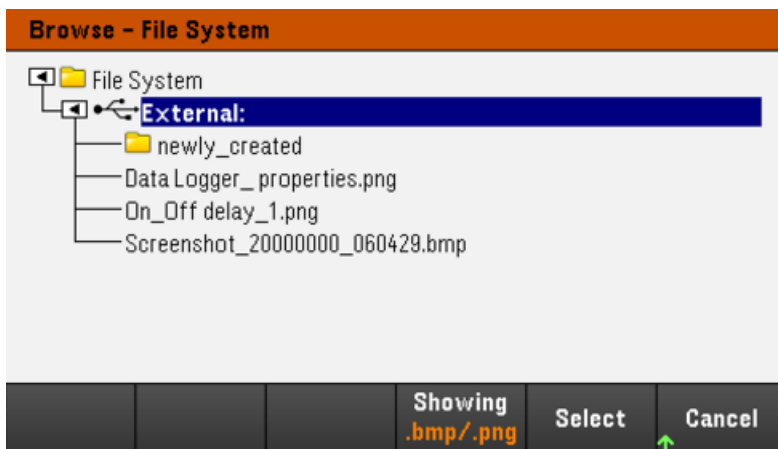 Browse - File System
File System
External:
newly_created
Data Logger_ properties.png
On_Off delay_1.png
Screenshot_20000000_060429.bmp
Showing
.bmp/.png
Select
Cancel